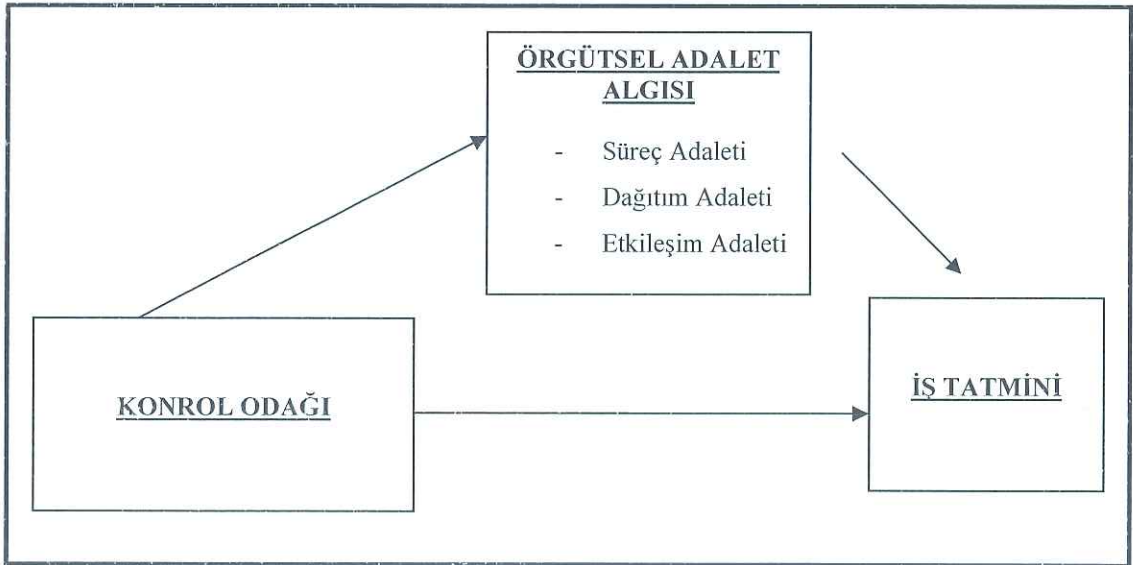 ÖRGÜTSEL ADALET
ALGISI
- Süreç Adaleti
- Dağıtım Adaleti
- Etkileşim Adaleti
KONROL ODAĞI
İŞ TATMİNİ